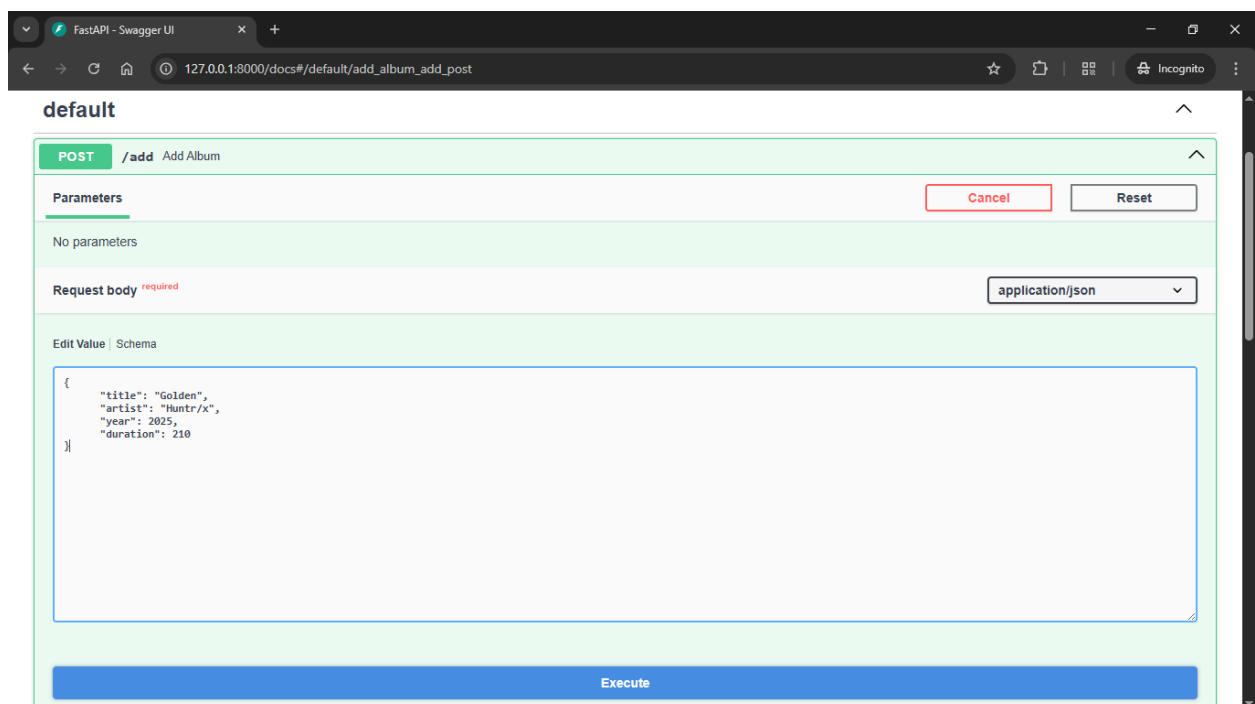 FastAPI - Swagger UI
127.0.0.1:8000/docs#/default/add_album_add_post
Incognito
default
POST /add Add Album
Parameters
Cancel
Reset
No parameters
Request body required
application/json
Edit Value | Schema
{
"title": "Golden",
"artist": "Huntr/x",
"year": 2025,
"duration": 210
}
Execute